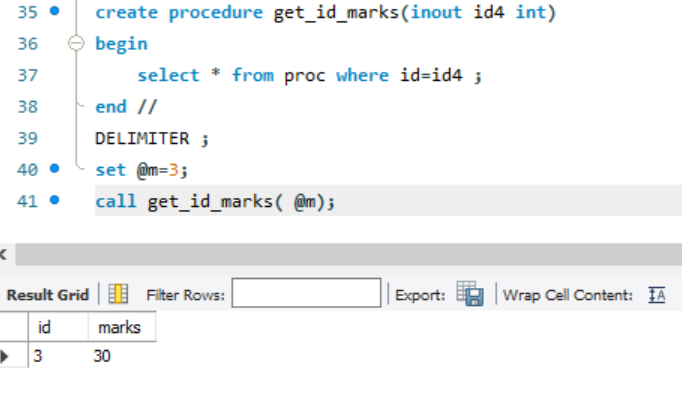 35 create procedure get_id_marks(inout id4 int)
36 begin
37 select * from proc where id=id4 ;
38 end //
39 DELIMITER ;
40 set @m=3;
41 call get_id_marks( @m);
Result Grid Filter Rows: Export: Wrap Cell Content: IA
id marks
3 30